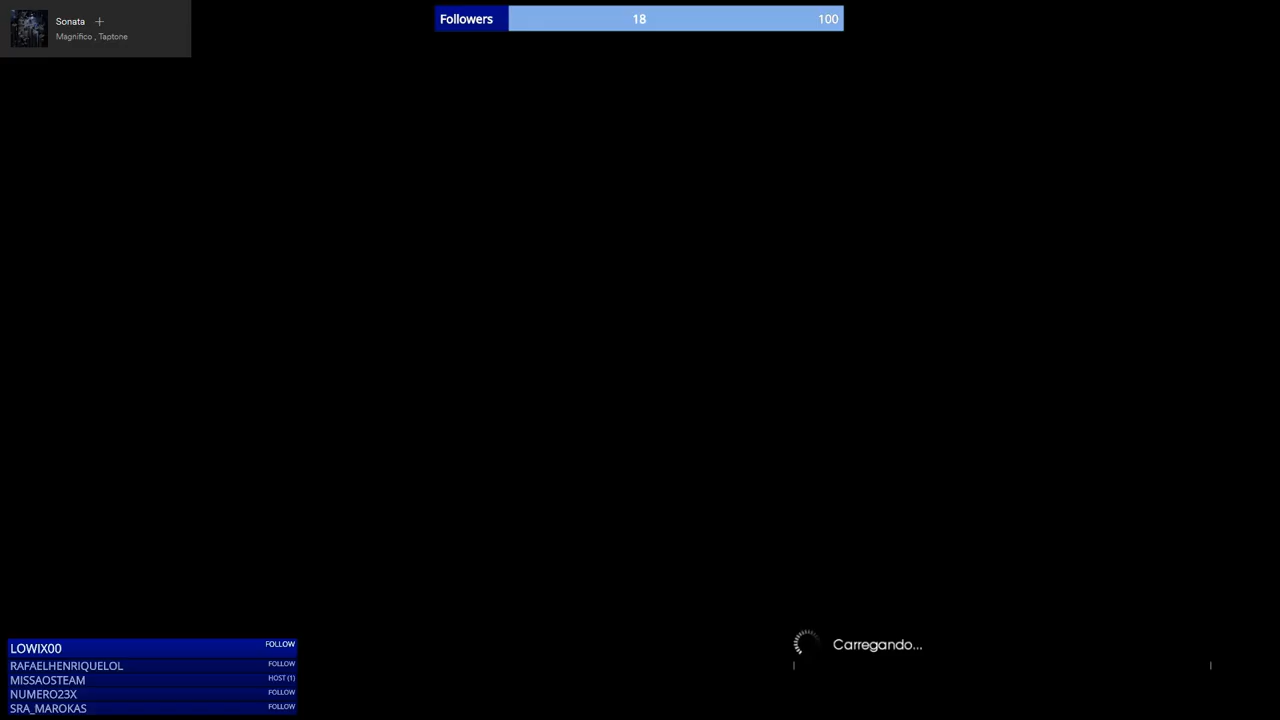 Sonata +
Magnifico , Taptone
Followers 18 100
Carregando...
LOWIX00 FOLLOW
RAFAELHENRIQUELOL FOLLOW
MISSAOSTEAM HOST (1)
NUMERO23X FOLLOW
SRA_MAROKAS FOLLOW